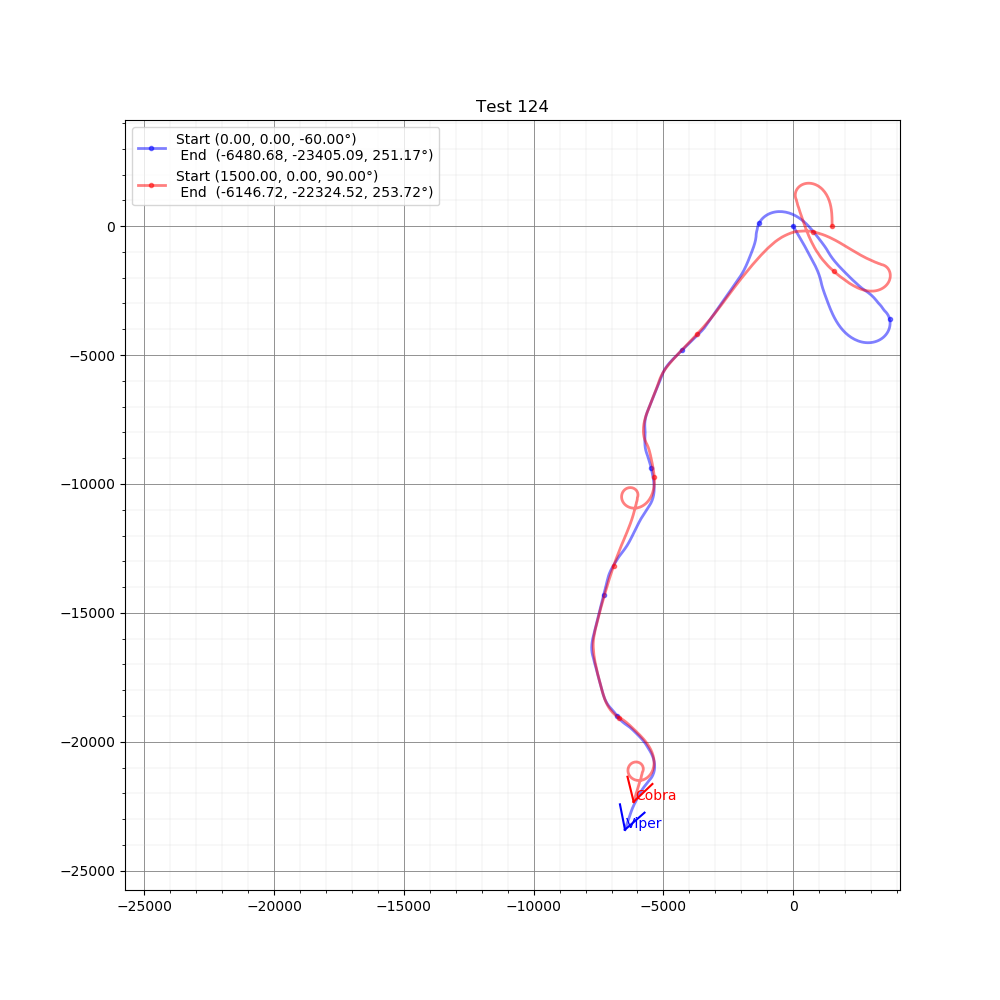 Test 124
Start (0.00, 0.00, -60.00°)
End (-6480.68, -23405.09, 251.17°)
Start (1500.00, 0.00, 90.00°)
End (-6146.72, -22324.52, 253.72°)
0
−5000
−10000
−15000
−20000
−25000
Cobra
Viper
−25000 −20000 −15000 −10000 −5000 0